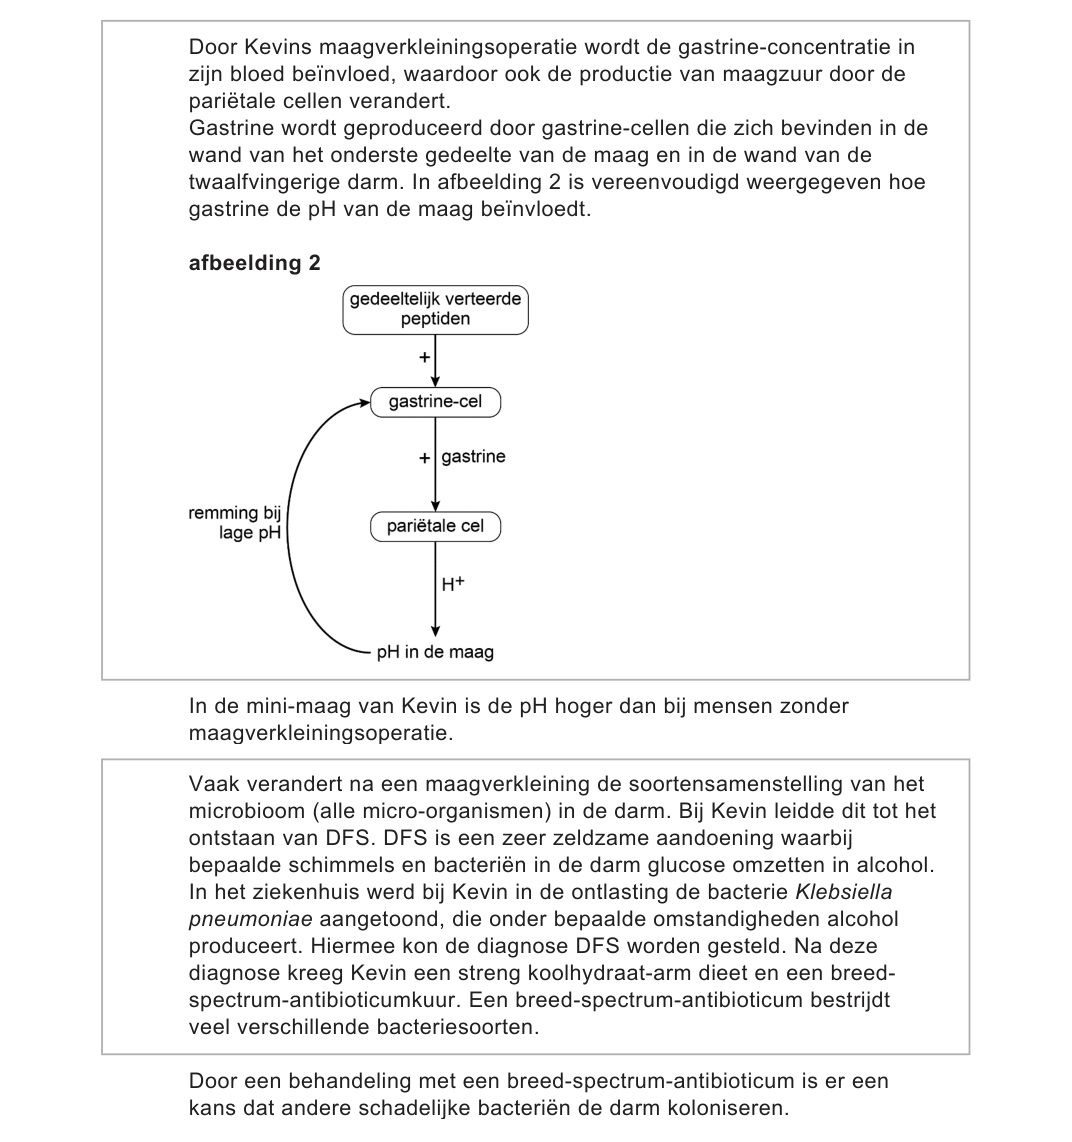 Door Kevins maagverkleiningsoperatie wordt de gastrine-concentratie in
zijn bloed beïnvloed, waardoor ook de productie van maagzuur door de
pariëtale cellen verandert.
Gastrine wordt geproduceerd door gastrine-cellen die zich bevinden in de
wand van het onderste gedeelte van de maag en in de wand van de
twaalfvingerige darm. In afbeelding 2 is vereenvoudigd weergegeven hoe
gastrine de pH van de maag beïnvloedt.
afbeelding 2
gedeeltelijk verteerde
peptiden
+
gastrine-cel
+ gastrine
remming bij
lage pH
pariëtale cel
H+
pH in de maag
In de mini-maag van Kevin is de pH hoger dan bij mensen zonder
maagverkleiningsoperatie.
Vaak verandert na een maagverkleining de soortensamenstelling van het
microbioom (alle micro-organismen) in de darm. Bij Kevin leidde dit tot het
ontstaan van DFS. DFS is een zeer zeldzame aandoening waarbij
bepaalde schimmels en bacteriën in de darm glucose omzetten in alcohol.
In het ziekenhuis werd bij Kevin in de ontlasting de bacterie Klebsiella
pneumoniae aangetoond, die onder bepaalde omstandigheden alcohol
produceert. Hiermee kon de diagnose DFS worden gesteld. Na deze
diagnose kreeg Kevin een streng koolhydraat-arm dieet en een breed-
spectrum-antibioticumkuur. Een breed-spectrum-antibioticum bestrijdt
veel verschillende bacteriesoorten.
Door een behandeling met een breed-spectrum-antibioticum is er een
kans dat andere schadelijke bacteriën de darm koloniseren.